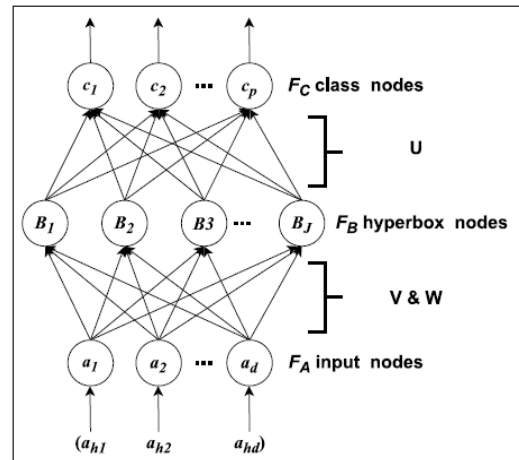 c1 c2 ... cp FC class nodes
U
B1 B2 B3 ... BJ FB hyperbox nodes
V & W
a1 a2 ... ad FA input nodes
(ah1 ah2 ahd)